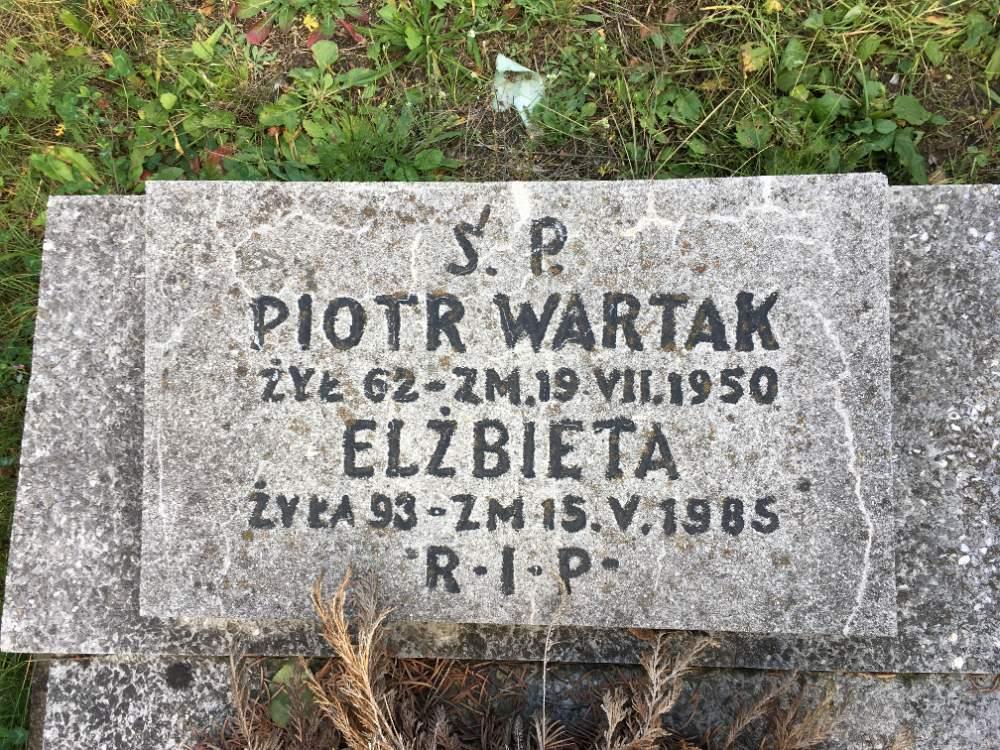 Ś. P.
PIOTR WARTAK
ŻYŁ 62 - ZM. 19. VII. 1950
ELŻBIETA
ŻYŁA 93 - ZM 15. V. 1985
R·I·P·